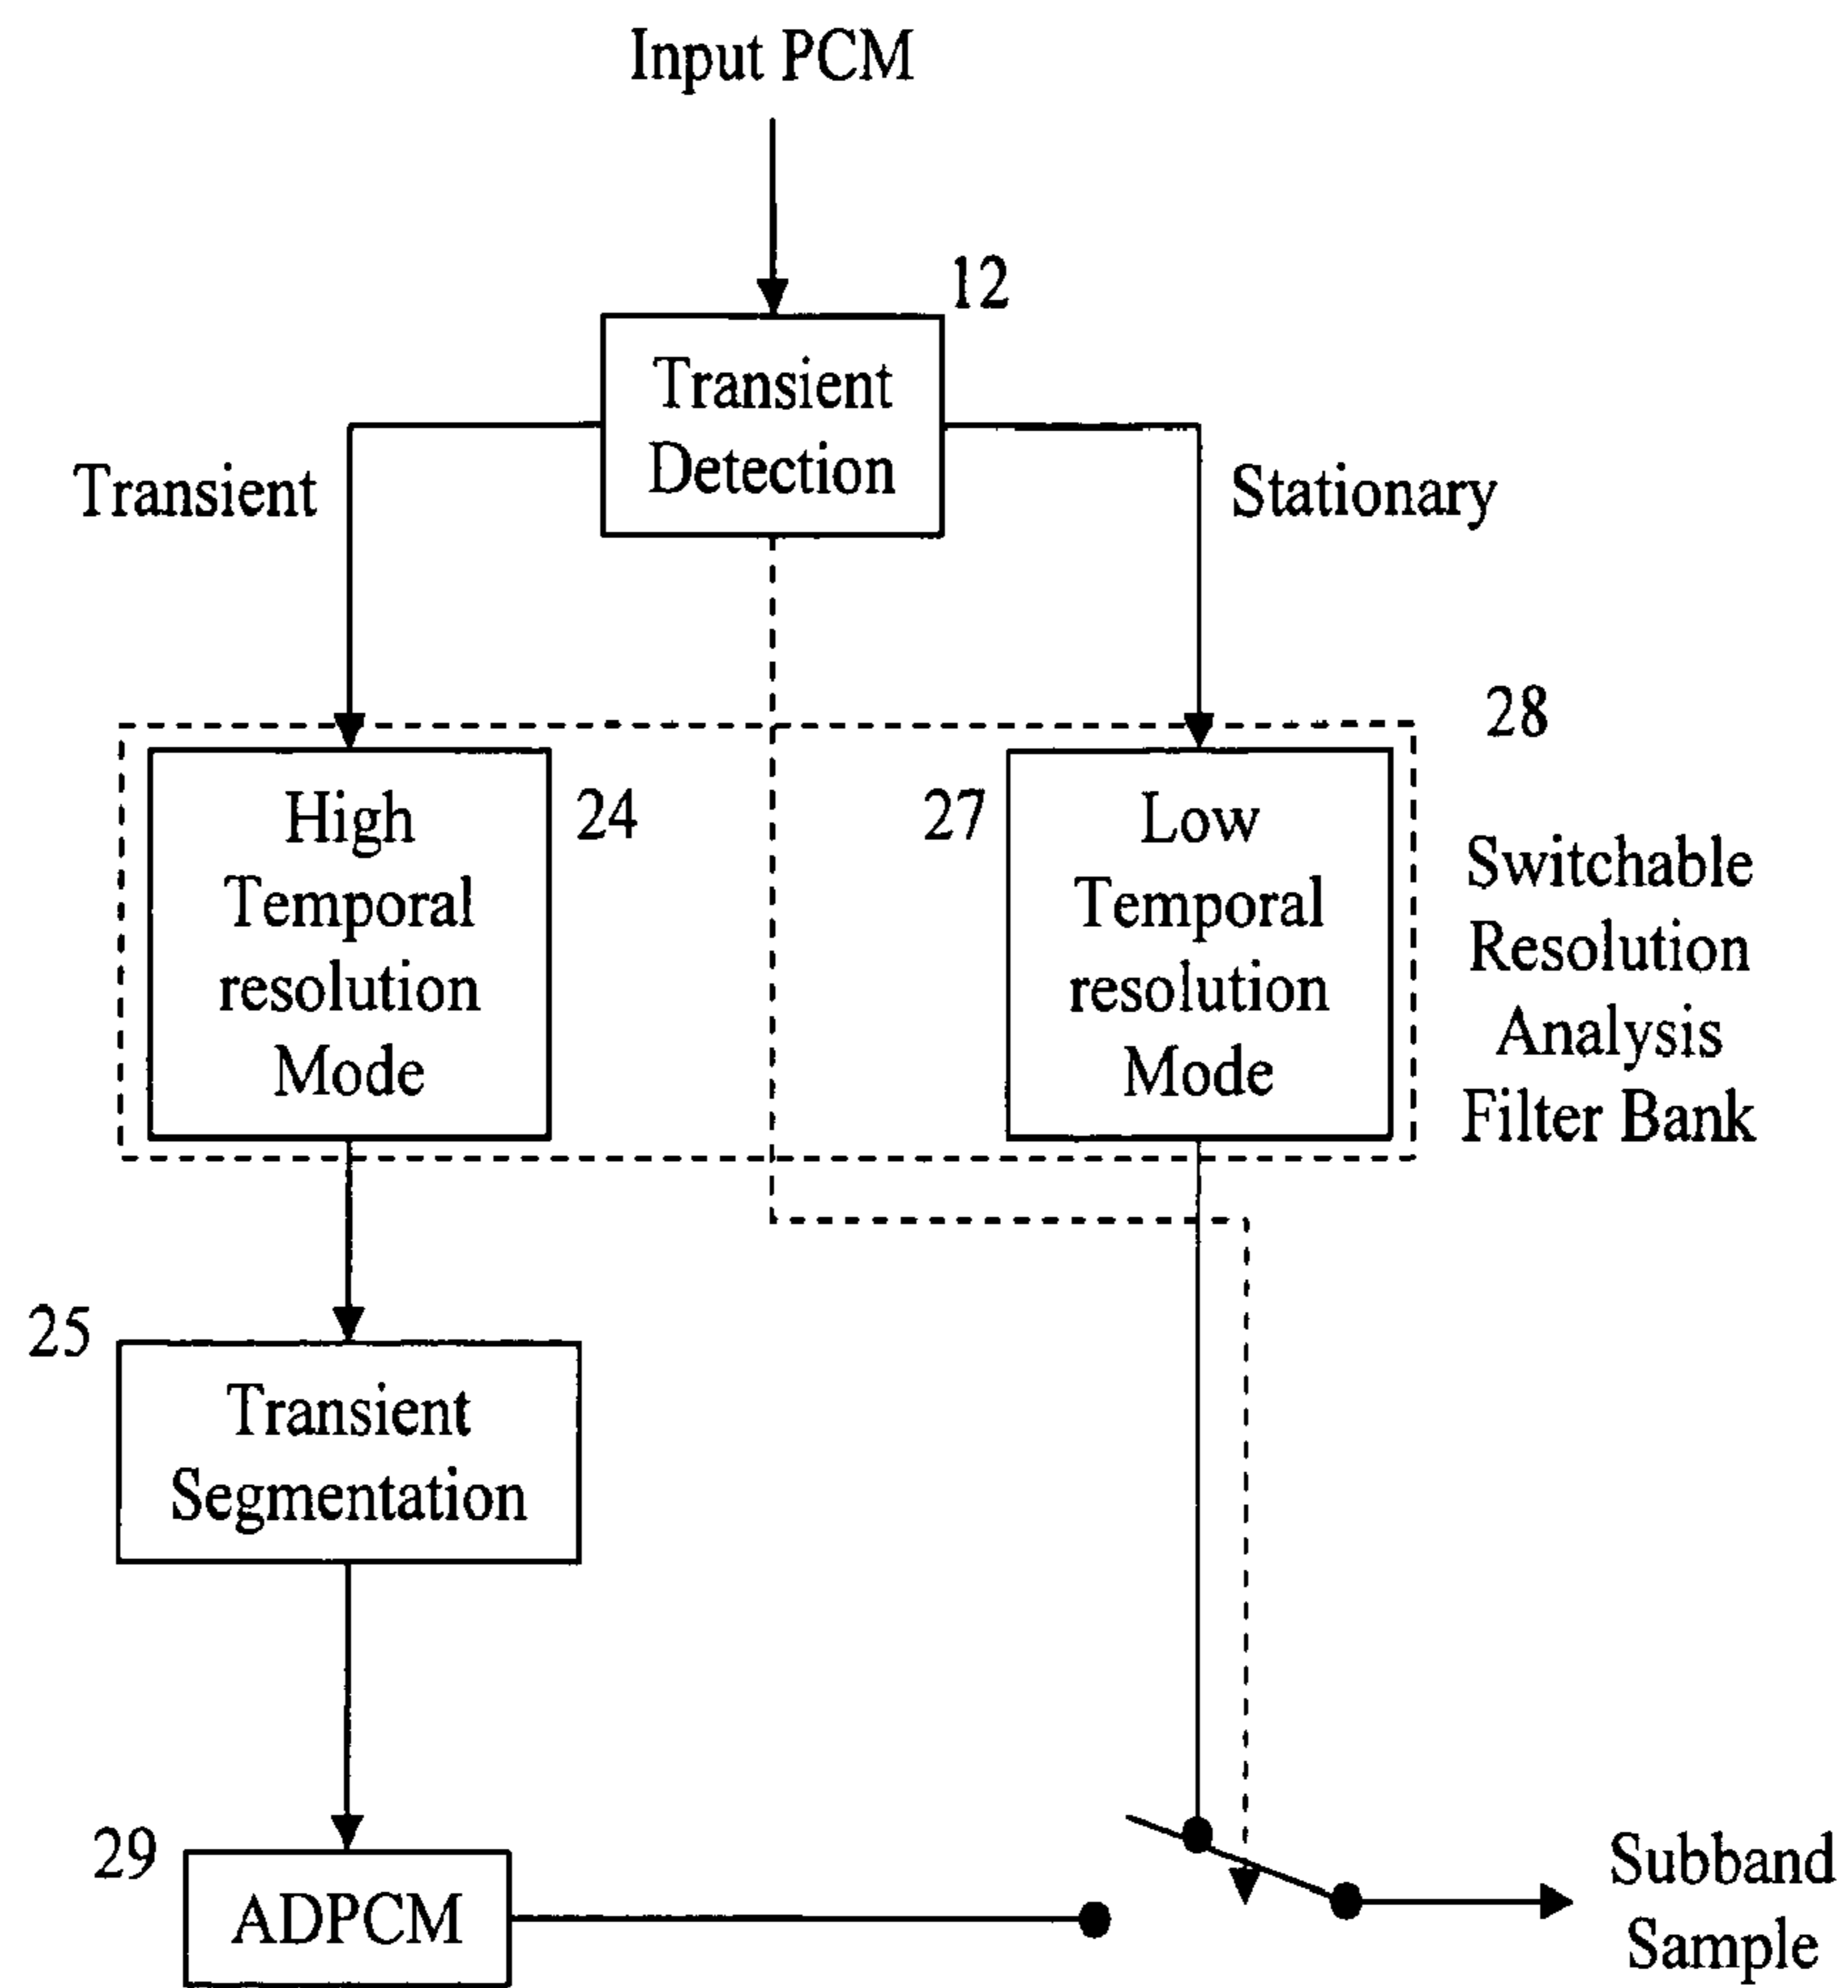 Input PCM
12
Transient
Detection
Transient
Stationary
28
High
Temporal
resolution
Mode
24
27
Low
Temporal
resolution
Mode
Switchable
Resolution
Analysis
Filter Bank
25
Transient
Segmentation
29
ADPCM
Subband
Sample